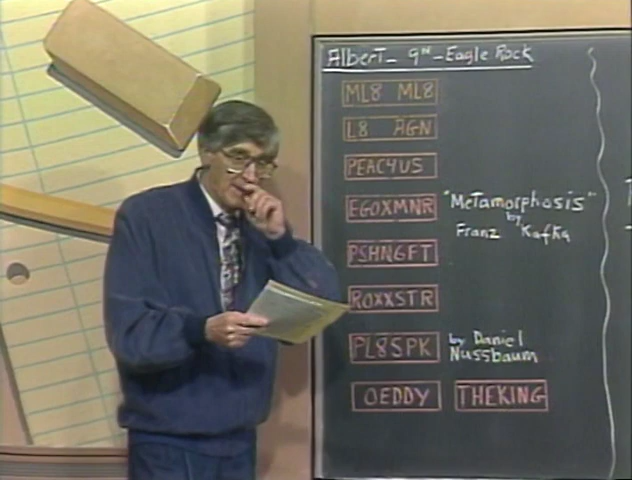 Albert - 9th - Eagle Rock
ML8 ML8
L8 AGN
PEAC4US
EGOXMNR
"Metamorphosis"
by
Franz Kafka
PSHNGFT
ROXXSTR
PL8SPK
by Daniel
Nussbaum
OEDDY THEKING